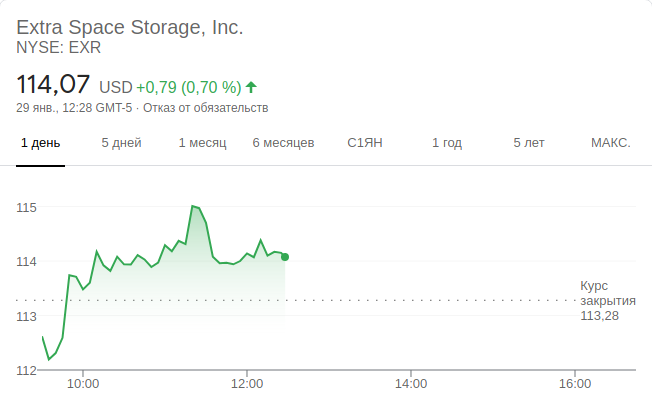 Extra Space Storage, Inc.
NYSE: EXR
114,07 USD +0,79 (0,70 %)
29 янв., 12:28 GMT-5 · Отказ от обязательств
1 день 5 дней 1 месяц 6 месяцев С1ЯН 1 год 5 лет МАКС.
115
114
Курс
закрытия
113,28
113
112
10:00 12:00 14:00 16:00